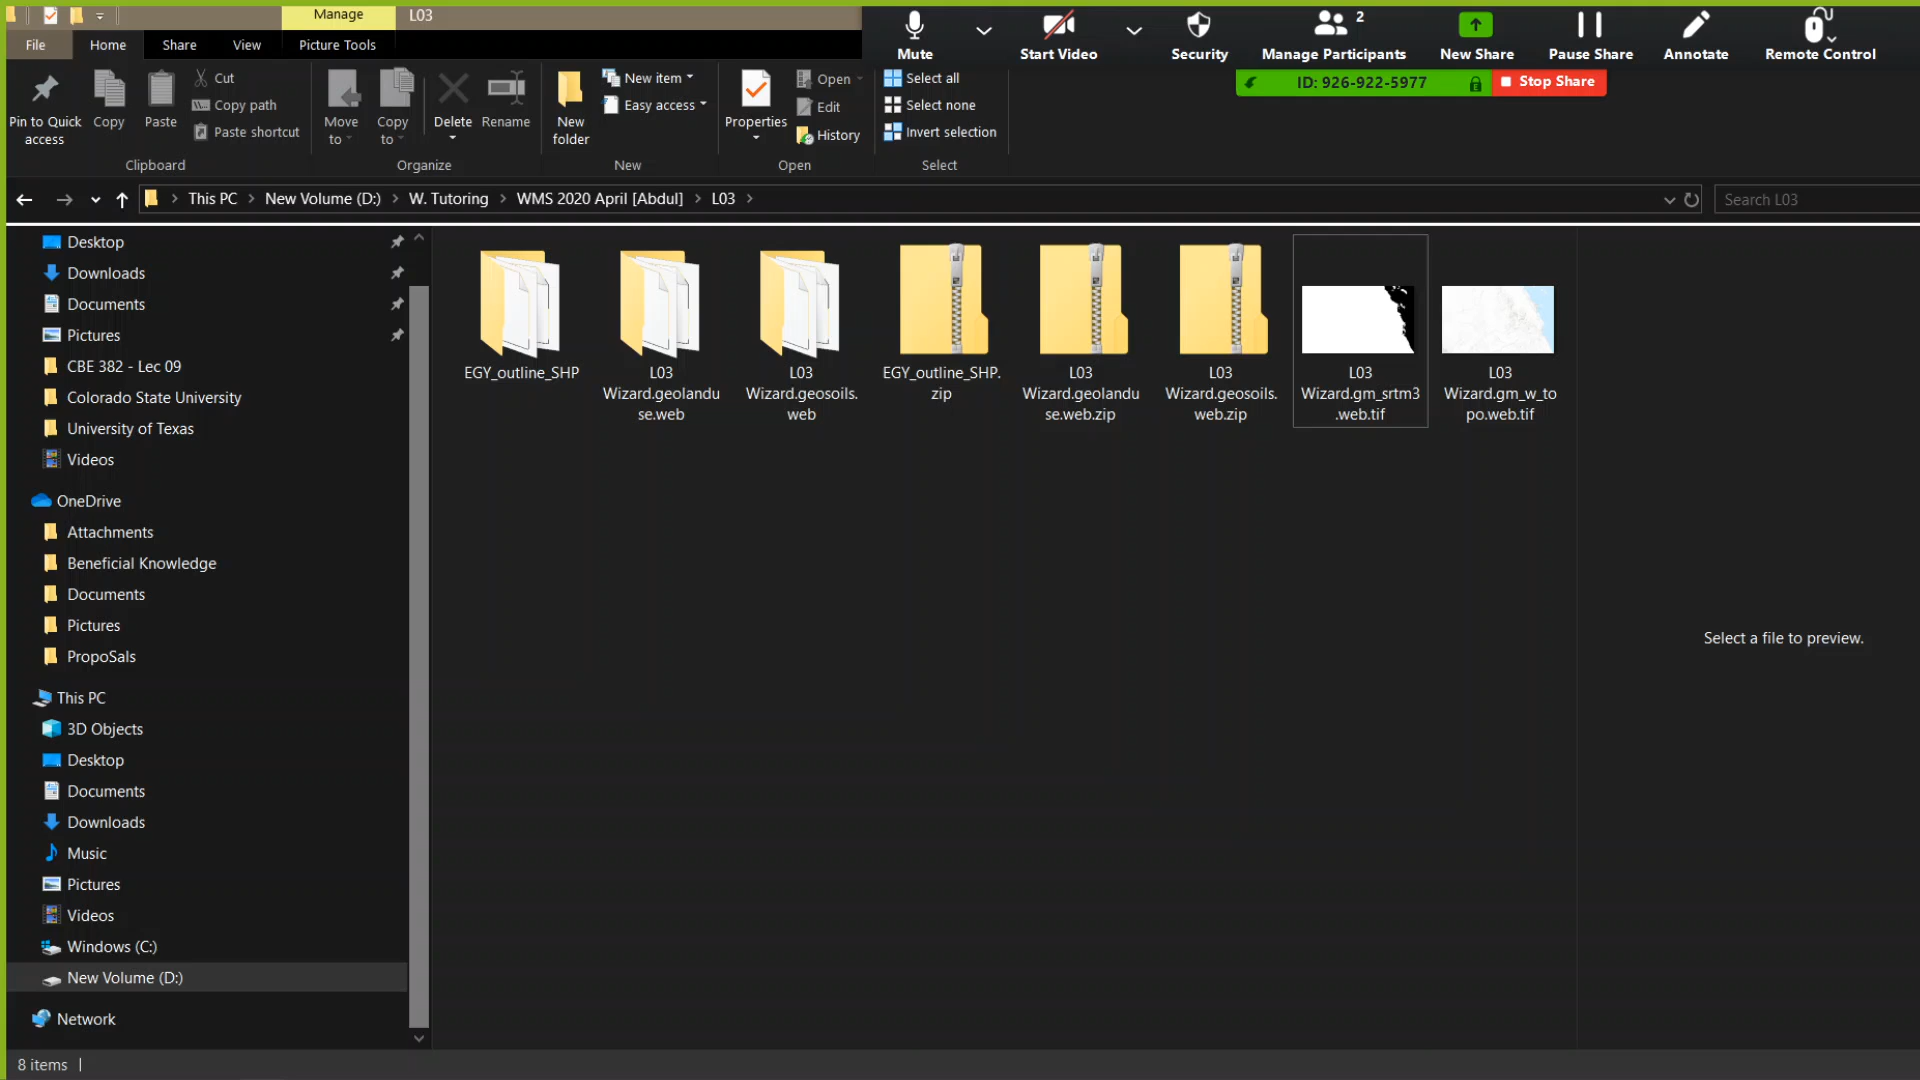 Manage
L03
File
Home
Share
View
Picture Tools
Mute
Start Video
Security
2
Manage Participants
New Share
Pause Share
Annotate
Remote Control
ID: 926-922-5977
Stop Share
Pin to Quick
access
Copy
Paste
Cut
Copy path
Paste shortcut
Clipboard
Move
to
Copy
to
Delete
Rename
Organize
New
folder
New item
Easy access
New
Properties
Open
Edit
History
Open
Select all
Select none
Invert selection
Select
This PC
New Volume (D:)
W. Tutoring
WMS 2020 April [Abdul]
L03
Search L03
Desktop
Downloads
Documents
Pictures
CBE 382 - Lec 09
Colorado State University
University of Texas
Videos
OneDrive
Attachments
Beneficial Knowledge
Documents
Pictures
PropoSals
This PC
3D Objects
Desktop
Documents
Downloads
Music
Pictures
Videos
Windows (C:)
New Volume (D:)
Network
EGY_outline_SHP
L03
Wizard.geolandu
se.web
L03
Wizard.geosoils.
web
EGY_outline_SHP.
zip
L03
Wizard.geolandu
se.web.zip
L03
Wizard.geosoils.
web.zip
L03
Wizard.gm_srtm3
.web.tif
L03
Wizard.gm_w_to
po.web.tif
Select a file to preview.
8 items